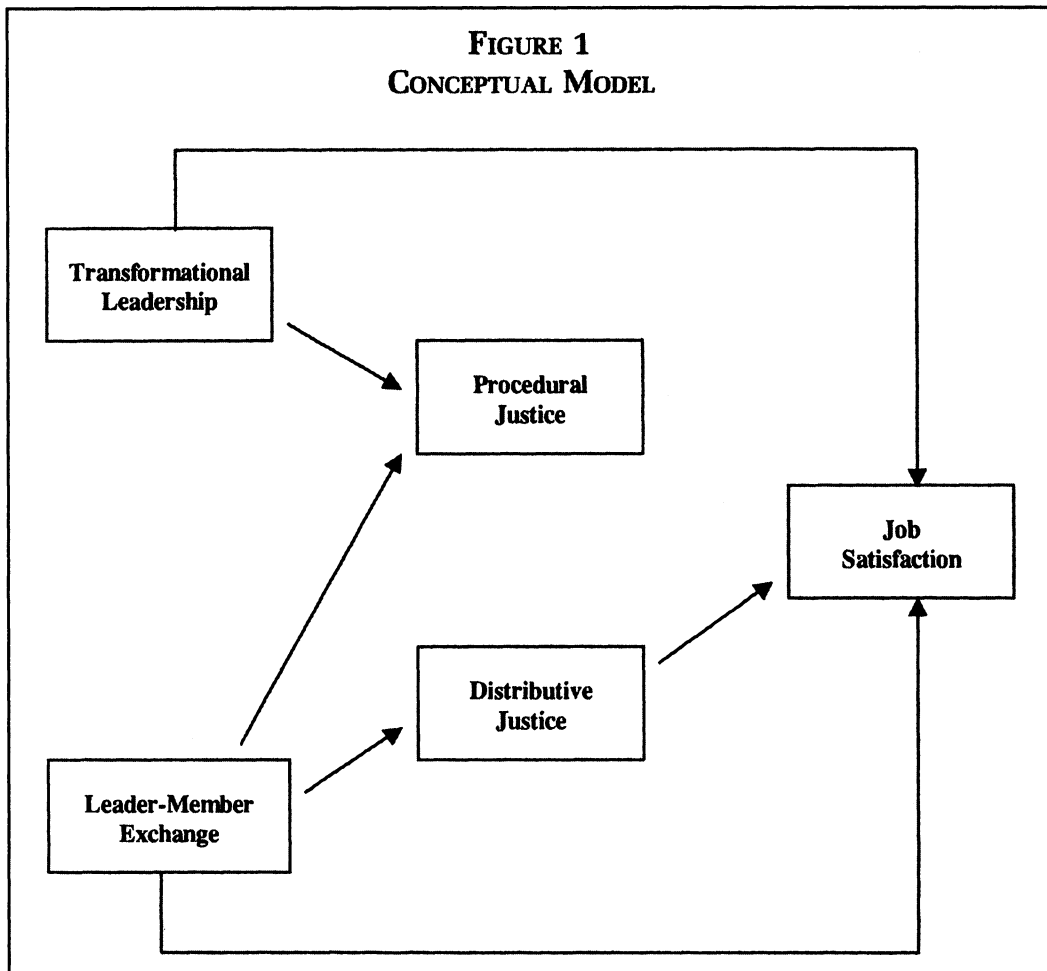 FIGURE 1
CONCEPTUAL MODEL
Transformational
Leadership
Procedural
Justice
Job
Satisfaction
Distributive
Justice
Leader-Member
Exchange